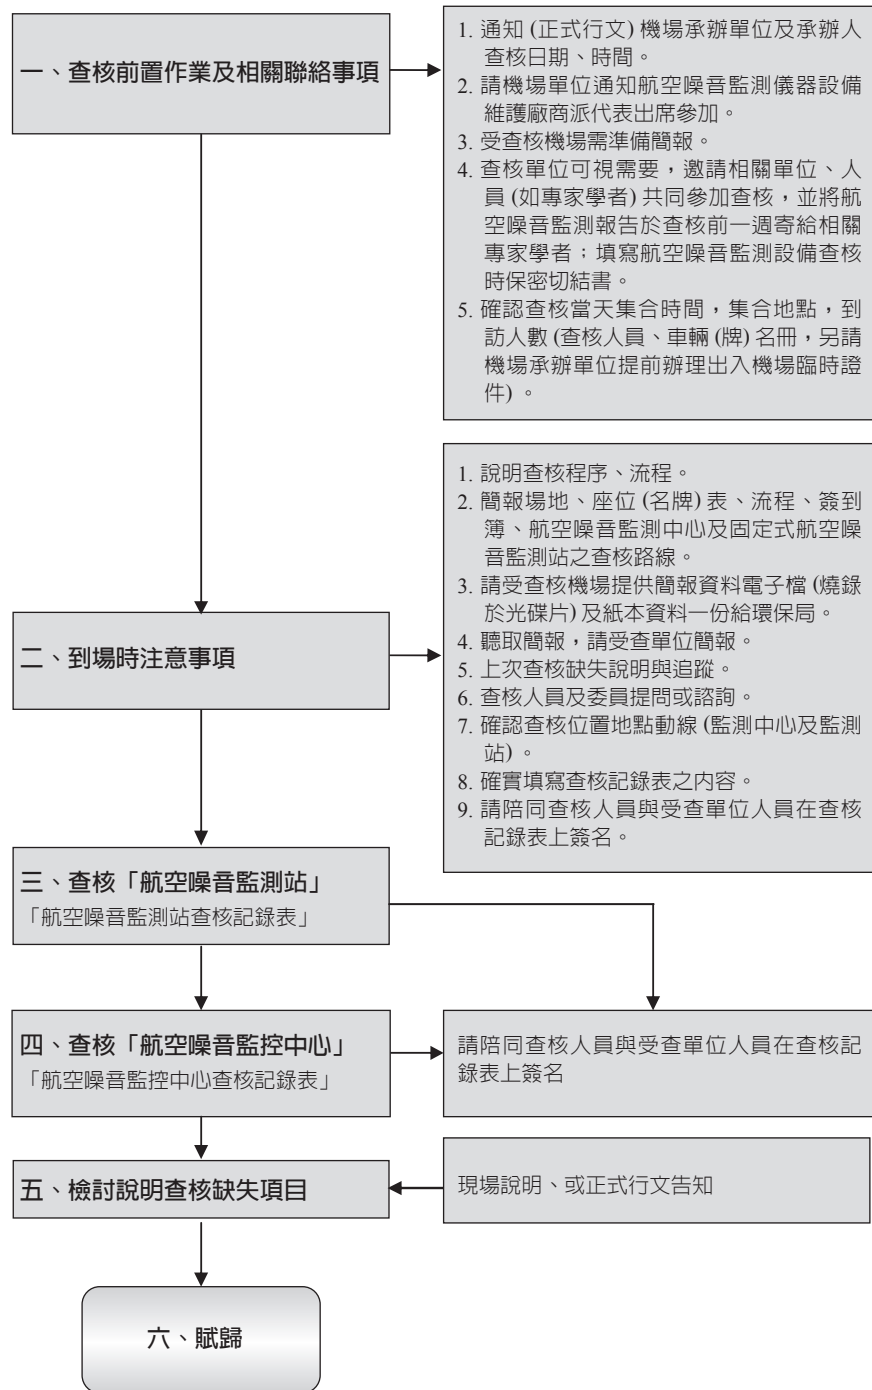 一、查核前置作業及相關聯絡事項
1. 通知 (正式行文) 機場承辦單位及承辦人
查核日期、時間。
2. 請機場單位通知航空噪音監測儀器設備
維護廠商派代表出席參加。
3. 受查核機場需準備簡報。
4. 查核單位可視需要，邀請相關單位、人
員 (如專家學者) 共同參加查核，並將航
空噪音監測報告於查核前一週寄給相關
專家學者；填寫航空噪音監測設備查核
時保密切結書。
5. 確認查核當天集合時間，集合地點，到
訪人數 (查核人員、車輛 (牌) 名冊，另請
機場承辦單位提前辦理出入機場臨時證
件) 。
二、到場時注意事項
1. 說明查核程序、流程。
2. 簡報場地、座位 (名牌) 表、流程、簽到
簿、航空噪音監測中心及固定式航空噪
音監測站之查核路線。
3. 請受查核機場提供簡報資料電子檔 (燒錄
於光碟片) 及紙本資料一份給環保局。
4. 聽取簡報，請受查單位簡報。
5. 上次查核缺失說明與追蹤。
6. 查核人員及委員提問或諮詢。
7. 確認查核位置地點動線 (監測中心及監測
站) 。
8. 確實填寫查核記錄表之內容。
9. 請陪同查核人員與受查單位人員在查核
記錄表上簽名。
三、查核「航空噪音監測站」
「航空噪音監測站查核記錄表」
四、查核「航空噪音監控中心」
「航空噪音監控中心查核記錄表」
請陪同查核人員與受查單位人員在查核記
錄表上簽名
五、檢討說明查核缺失項目
現場說明、或正式行文告知
六、賦歸